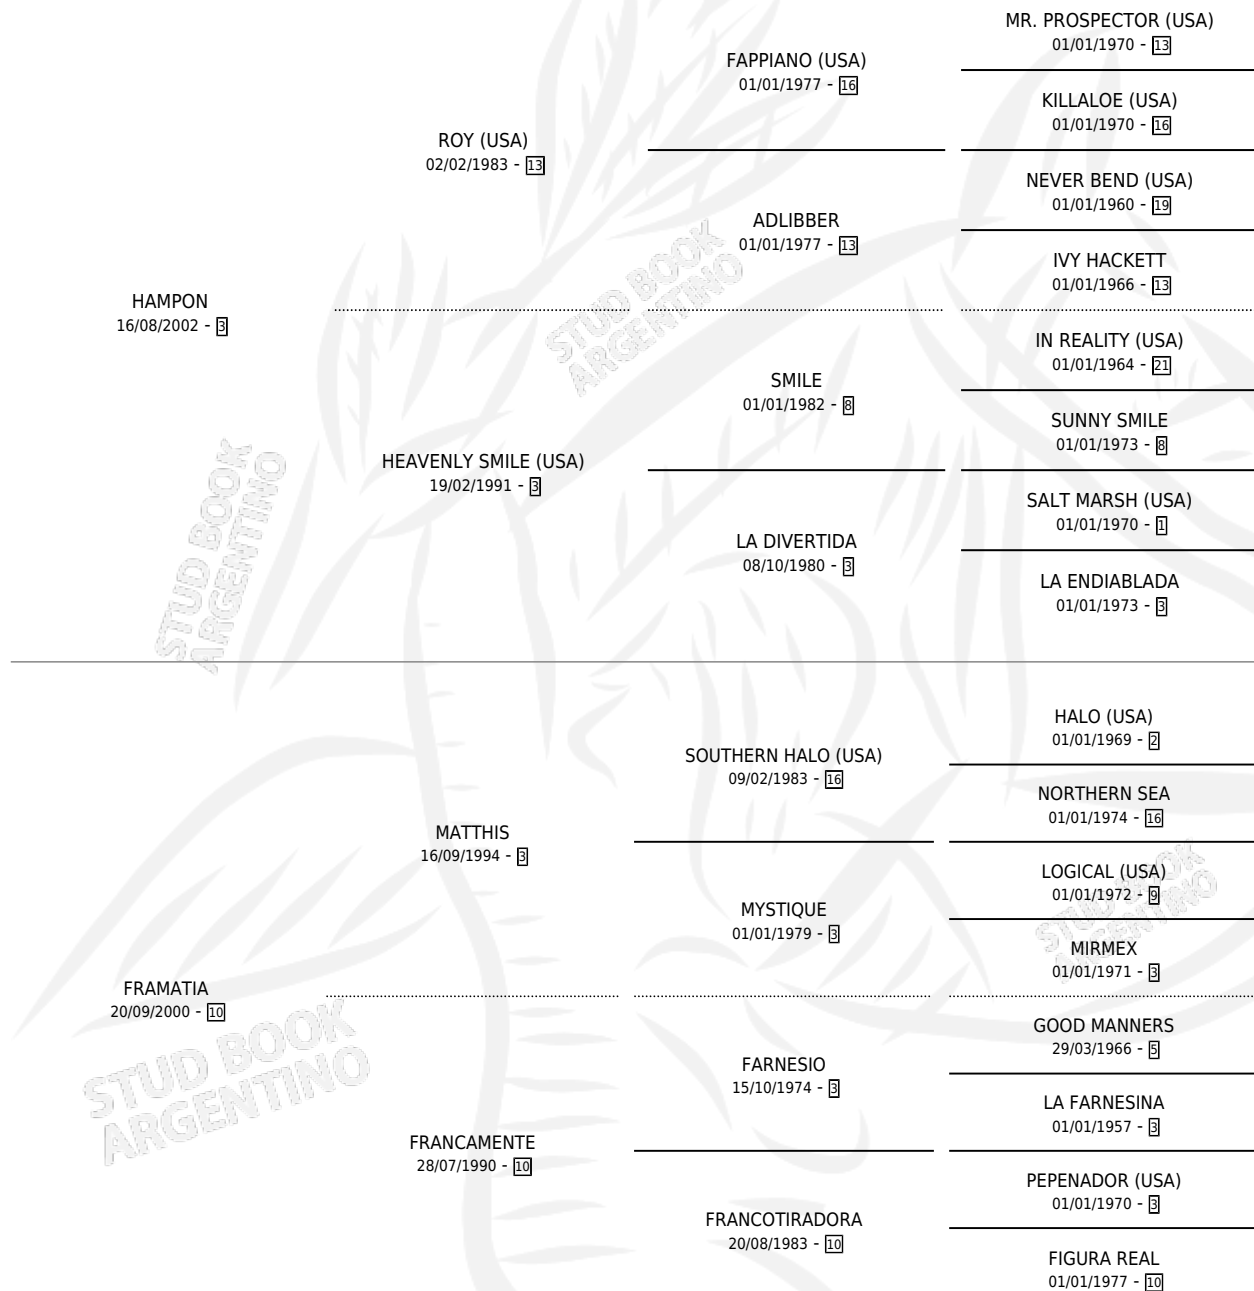 MR. PROSPECTOR (USA)
01/01/1970 - 13
FAPPIANO (USA)
01/01/1977 - 16
KILLALOE (USA)
01/01/1970 - 16
ROY (USA)
02/02/1983 - 13
NEVER BEND (USA)
01/01/1960 - 19
ADLIBBER
01/01/1977 - 13
IVY HACKETT
01/01/1966 - 13
HAMPON
16/08/2002 - 3
IN REALITY (USA)
01/01/1964 - 21
SMILE
01/01/1982 - 8
SUNNY SMILE
01/01/1973 - 8
HEAVENLY SMILE (USA)
19/02/1991 - 3
SALT MARSH (USA)
01/01/1970 - 1
LA DIVERTIDA
08/10/1980 - 3
LA ENDIABLADA
01/01/1973 - 3
HALO (USA)
01/01/1969 - 2
SOUTHERN HALO (USA)
09/02/1983 - 16
NORTHERN SEA
01/01/1974 - 16
MATTHIS
16/09/1994 - 3
LOGICAL (USA)
01/01/1972 - 9
MYSTIQUE
01/01/1979 - 3
MIRMEX
01/01/1971 - 3
FRAMATIA
20/09/2000 - 10
GOOD MANNERS
29/03/1966 - 5
FARNESIO
15/10/1974 - 3
LA FARNESINA
01/01/1957 - 3
FRANCAMENTE
28/07/1990 - 10
PEPENADOR (USA)
01/01/1970 - 3
FRANCOTIRADORA
20/08/1983 - 10
FIGURA REAL
01/01/1977 - 10
STUD BOOK
ARGENTINO
STUD BOOK
ARGENTINO
STUD BOOK
ARGENTINO
STUD BOOK
ARGENTINO